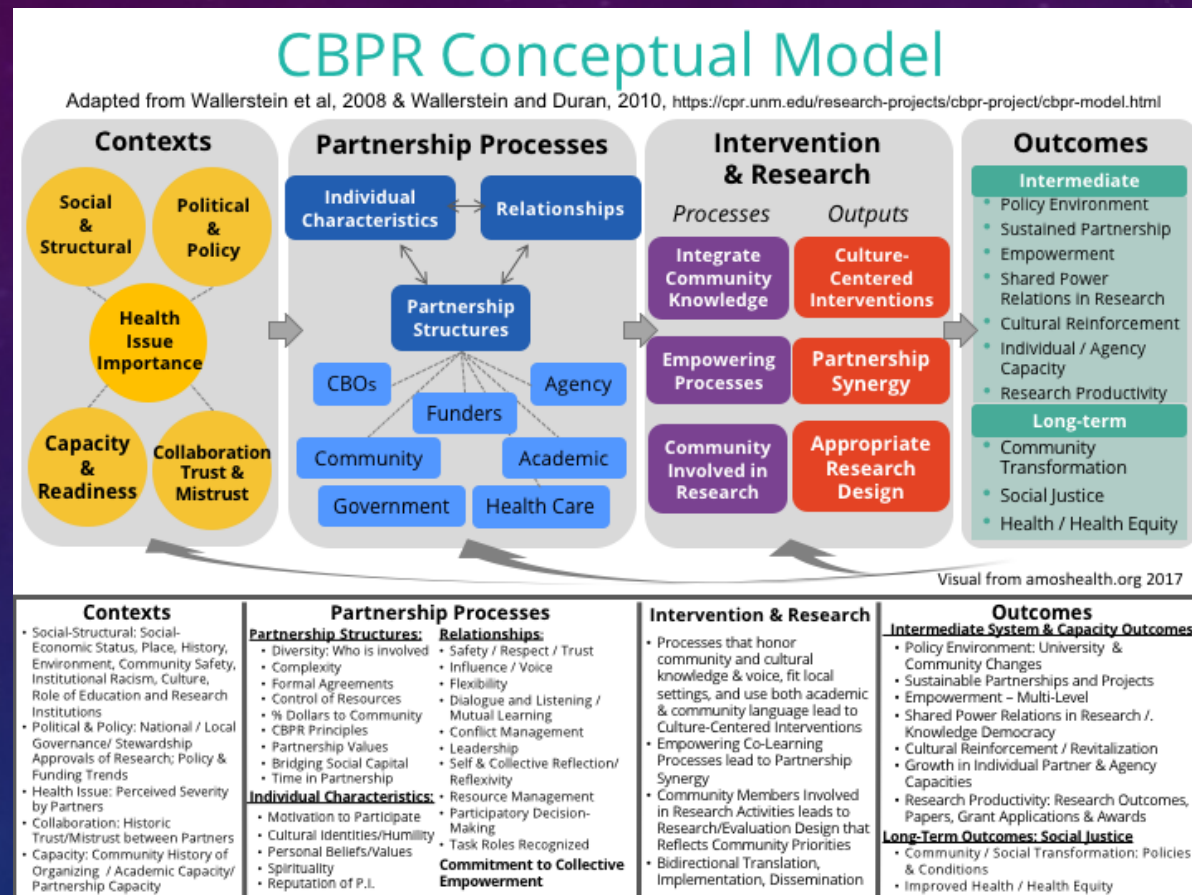 CBPR Conceptual Model
Adapted from Wallerstein et al, 2008 & Wallerstein and Duran, 2010, https://cpr.unm.edu/research-projects/cbpr-project/cbpr-model.html
Contexts
Social
&
Structural
Political
&
Policy
Health
Issue
Importance
Capacity
&
Readiness
Collaboration
Trust &
Mistrust
Partnership Processes
Individual
Characteristics
Relationships
Partnership
Structures
CBOs
Agency
Funders
Community
Academic
Government
Health Care
Intervention
& Research
Processes
Outputs
Integrate
Community
Knowledge
Culture-
Centered
Interventions
Empowering
Processes
Partnership
Synergy
Community
Involved in
Research
Appropriate
Research
Design
Outcomes
Intermediate
• Policy Environment
• Sustained Partnership
• Empowerment
• Shared Power
Relations in Research
• Cultural Reinforcement
• Individual / Agency
Capacity
• Research Productivity
Long-term
• Community
Transformation
• Social Justice
• Health / Health Equity
Visual from amoshealth.org 2017
Contexts
• Social-Structural: Social-
Economic Status, Place, History,
Environment, Community Safety,
Institutional Racism, Culture,
Role of Education and Research
Institutions
• Political & Policy: National / Local
Governance/ Stewardship
Approvals of Research; Policy &
Funding Trends
• Health Issue: Perceived Severity
by Partners
• Collaboration: Historic
Trust/Mistrust between Partners
• Capacity: Community History of
Organizing / Academic Capacity/
Partnership Capacity
Partnership Processes
Partnership Structures:
• Diversity: Who is involved
• Complexity
• Formal Agreements
• Control of Resources
• % Dollars to Community
• CBPR Principles
• Partnership Values
• Bridging Social Capital
• Time in Partnership
Individual Characteristics:
• Motivation to Participate
• Cultural Identities/Humility
• Personal Beliefs/Values
• Spirituality
• Reputation of P.I.
Relationships:
• Safety / Respect / Trust
• Influence / Voice
• Flexibility
• Dialogue and Listening /
Mutual Learning
• Conflict Management
• Leadership
• Self & Collective Reflection/
Reflexivity
• Resource Management
• Participatory Decision-
Making
• Task Roles Recognized
Commitment to Collective
Empowerment
Intervention & Research
• Processes that honor
community and cultural
knowledge & voice, fit local
settings, and use both academic
& community language lead to
Culture-Centered Interventions
• Empowering Co-Learning
Processes lead to Partnership
Synergy
• Community Members Involved
in Research Activities leads to
Research/Evaluation Design that
Reflects Community Priorities
• Bidirectional Translation,
Implementation, Dissemination
Outcomes
Intermediate System & Capacity Outcomes
• Policy Environment: University &
Community Changes
• Sustainable Partnerships and Projects
• Empowerment – Multi-Level
• Shared Power Relations in Research /.
Knowledge Democracy
• Cultural Reinforcement / Revitalization
• Growth in Individual Partner & Agency
Capacities
• Research Productivity: Research Outcomes,
Papers, Grant Applications & Awards
Long-Term Outcomes: Social Justice
• Community / Social Transformation: Policies
& Conditions
• Improved Health / Health Equity